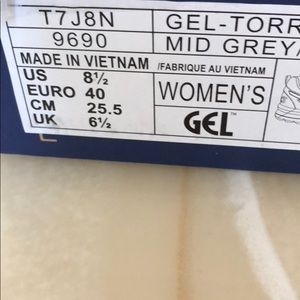 T7J8N GEL-TORR
9690 MID GREY
MADE IN VIETNAM /FABRIQUE AU VIETNAM
US 8½ WOMEN'S
EURO 40
CM 25.5 GEL™
UK 6½